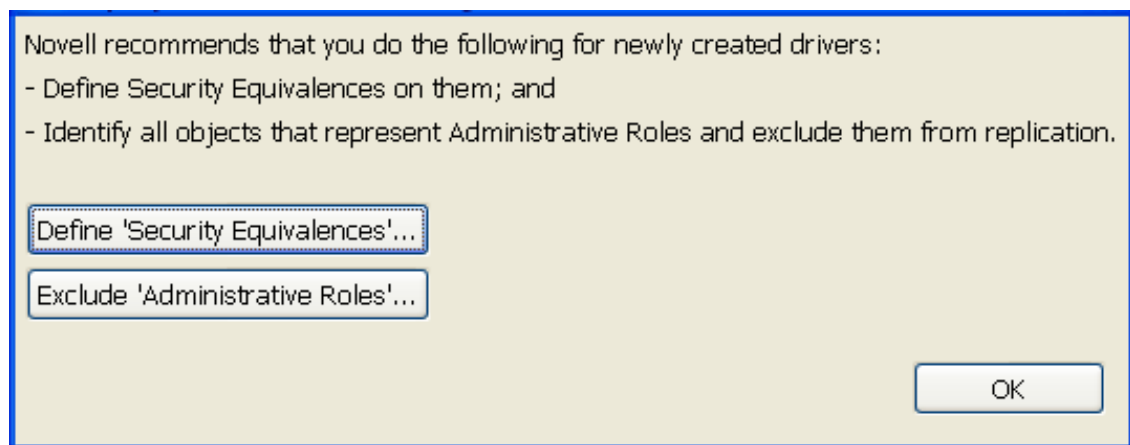 Novell recommends that you do the following for newly created drivers:
- Define Security Equivalences on them; and
- Identify all objects that represent Administrative Roles and exclude them from replication.
Define 'Security Equivalences'...
Exclude 'Administrative Roles'...
OK